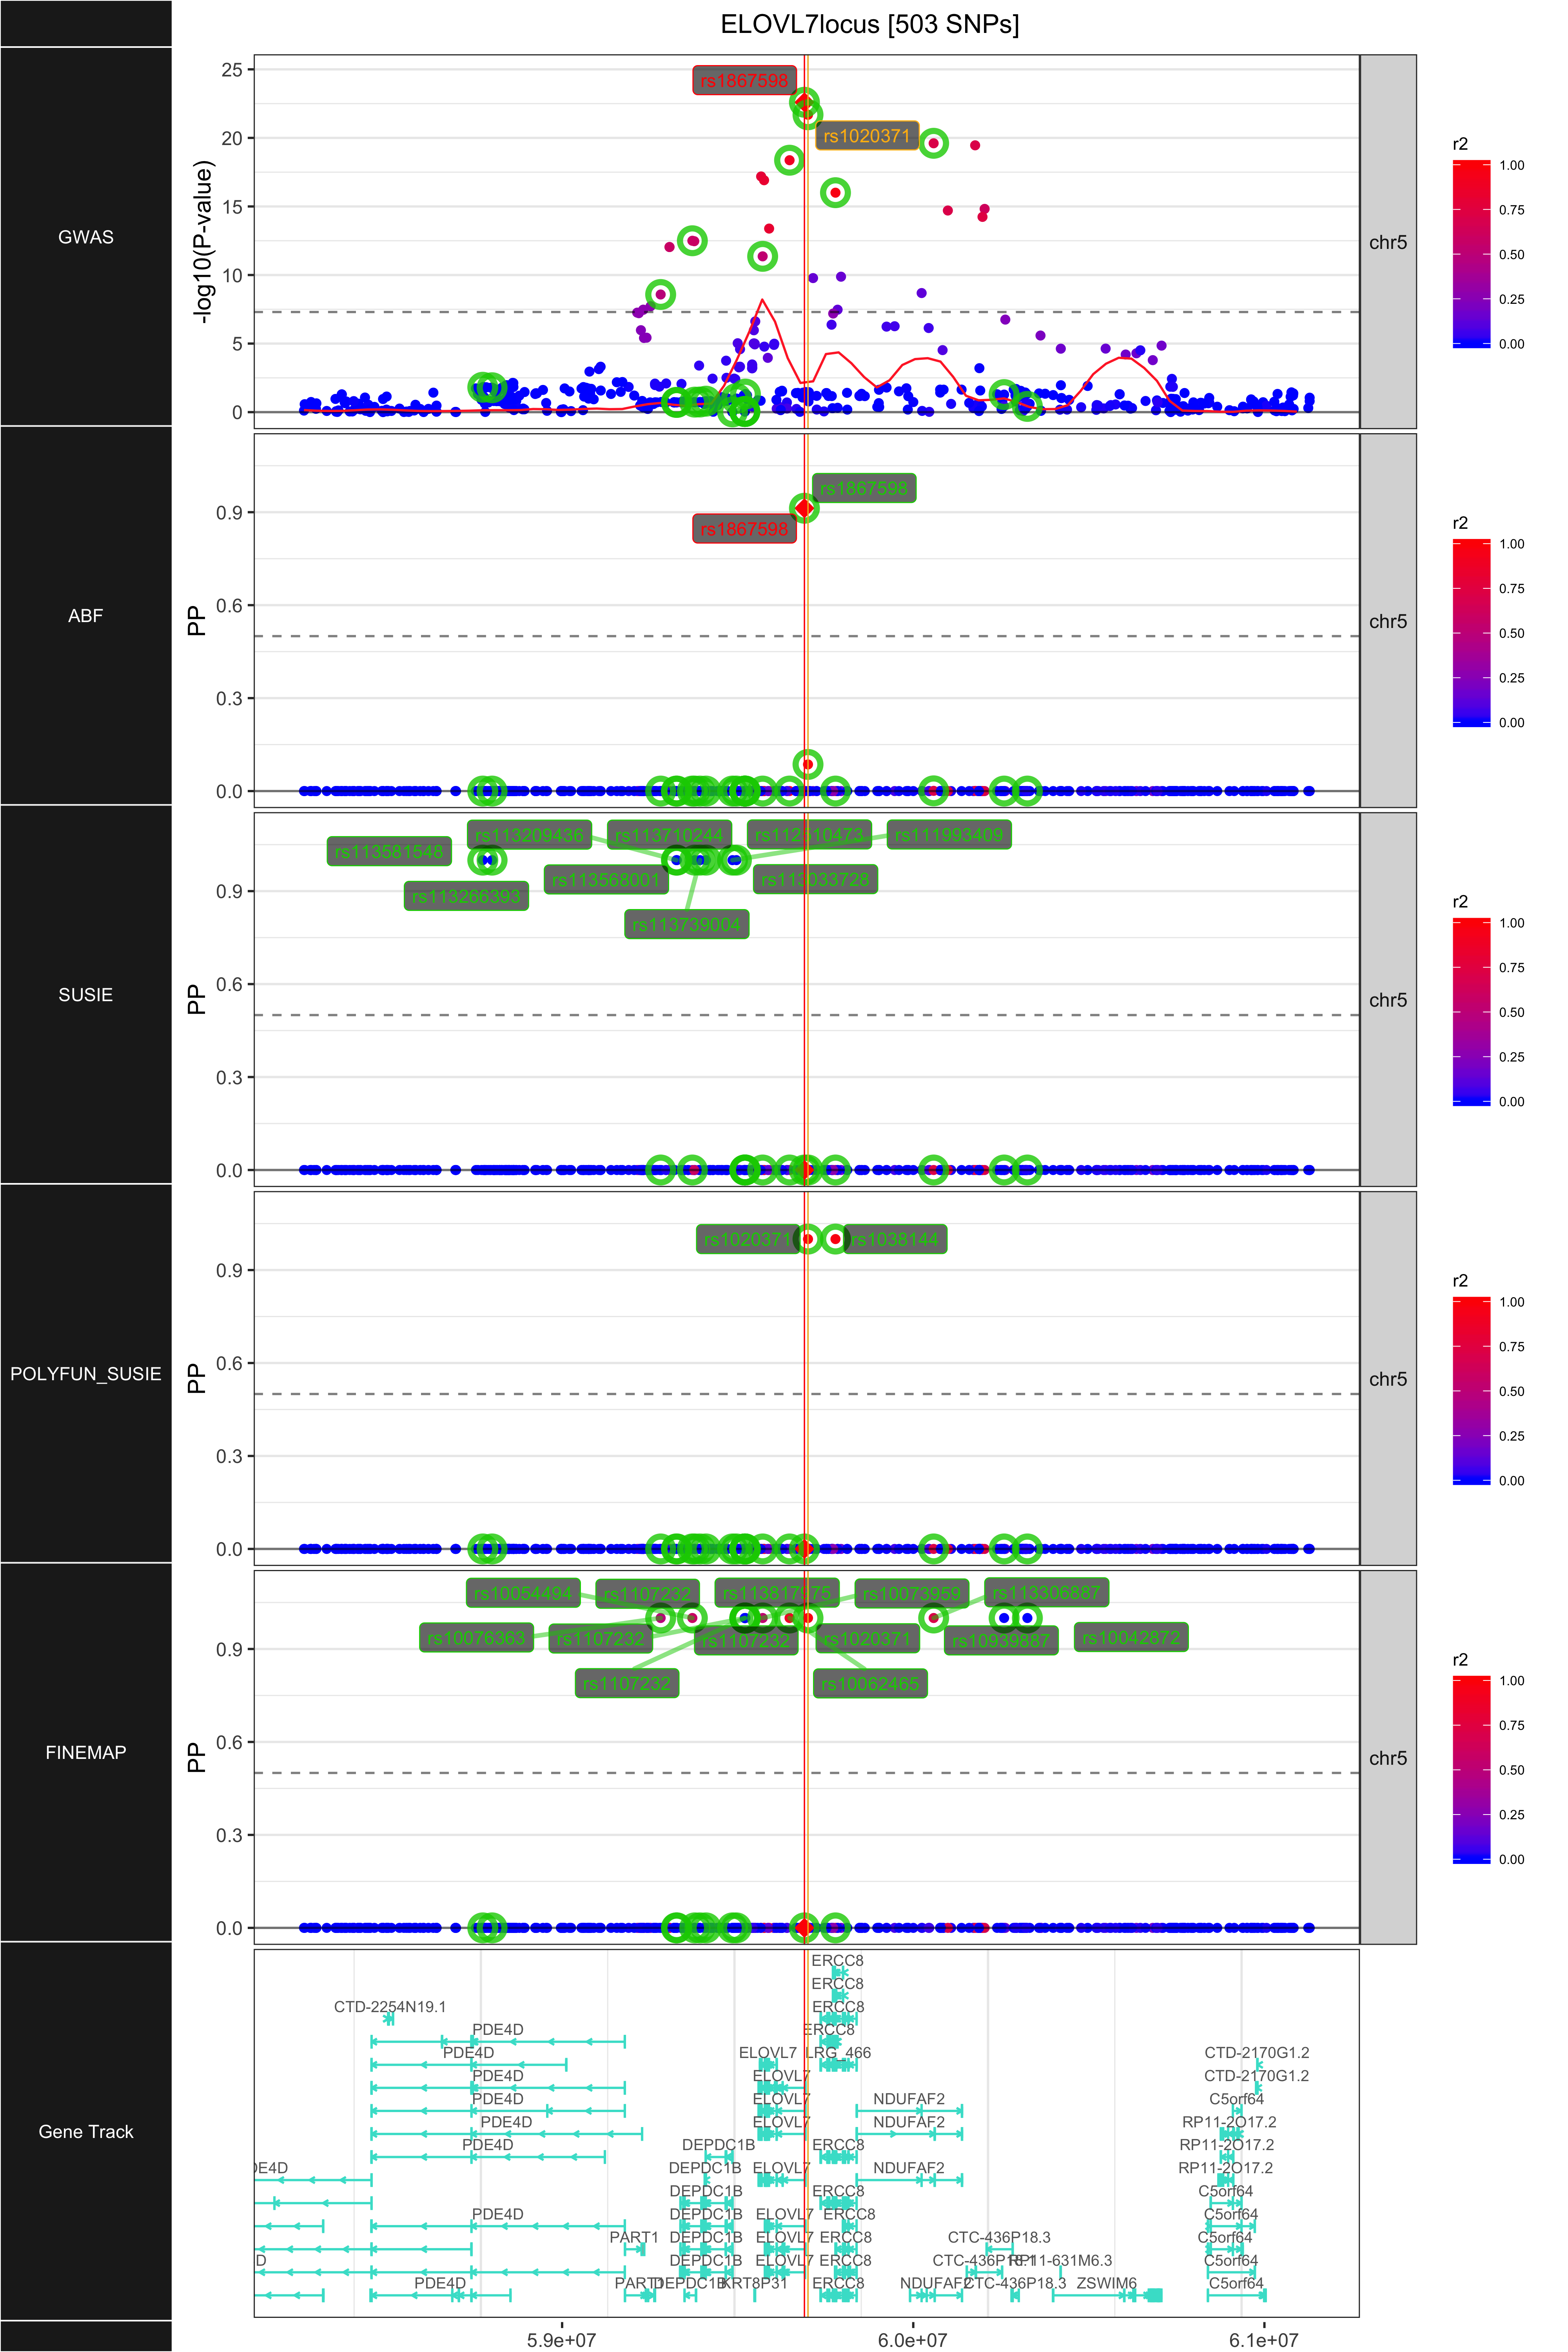 ELOVL7locus [503 SNPs]
GWAS
-log10(P-value)
25
20
15
10
5
0
rs1867598
rs1020371
chr5
r2
1.00
0.75
0.50
0.25
0.00
ABF
PP
0.9
0.6
0.3
0.0
rs1867598
rs1867598
chr5
r2
1.00
0.75
0.50
0.25
0.00
SUSIE
PP
0.9
0.6
0.3
0.0
rs113209436 rs113710244 rs111993409
rs113581548
rs113568001 rs113033728
rs113266393
rs113739004
chr5
r2
1.00
0.75
0.50
0.25
0.00
POLYFUN_SUSIE
PP
0.9
0.6
0.3
0.0
rs1020371 rs1038144
chr5
r2
1.00
0.75
0.50
0.25
0.00
FINEMAP
PP
0.9
0.6
0.3
0.0
rs10054494 rs1107232 rs10073959 rs113306887
rs10076363 rs1107232 rs1107232 rs1020371 rs10939887 rs10042872
rs1107232 rs10062465
chr5
r2
1.00
0.75
0.50
0.25
0.00
Gene Track
ERCC8
ERCC8
CTD-2254N19.1 ERCC8
PDE4D ERCC8
PDE4D ELOVL7 LRG_466 CTD-2170G1.2
PDE4D ELOVL7 CTD-2170G1.2
PDE4D ELOVL7 NDUFAF2 C5orf64
PDE4D ELOVL7 NDUFAF2 RP11-2O17.2
PDE4D DEPDC1B ERCC8 RP11-2O17.2
DE4D DEPDC1B ELOVL7 NDUFAF2 RP11-2O17.2
DEPDC1B ERCC8 C5orf64
PDE4D DEPDC1B ELOVL7 ERCC8 C5orf64
PART1 DEPDC1B ELOVL7 ERCC8 CTC-436P18.3 C5orf64
D DEPDC1B ELOVL7 ERCC8 RP11-631M6.3 C5orf64
PDE4D PART1 DEPDC1B KRT8P31 ERCC8 NDUFAF2 CTC-436P18.3 ZSWIM6 C5orf64
5.9e+07 6.0e+07 6.1e+07